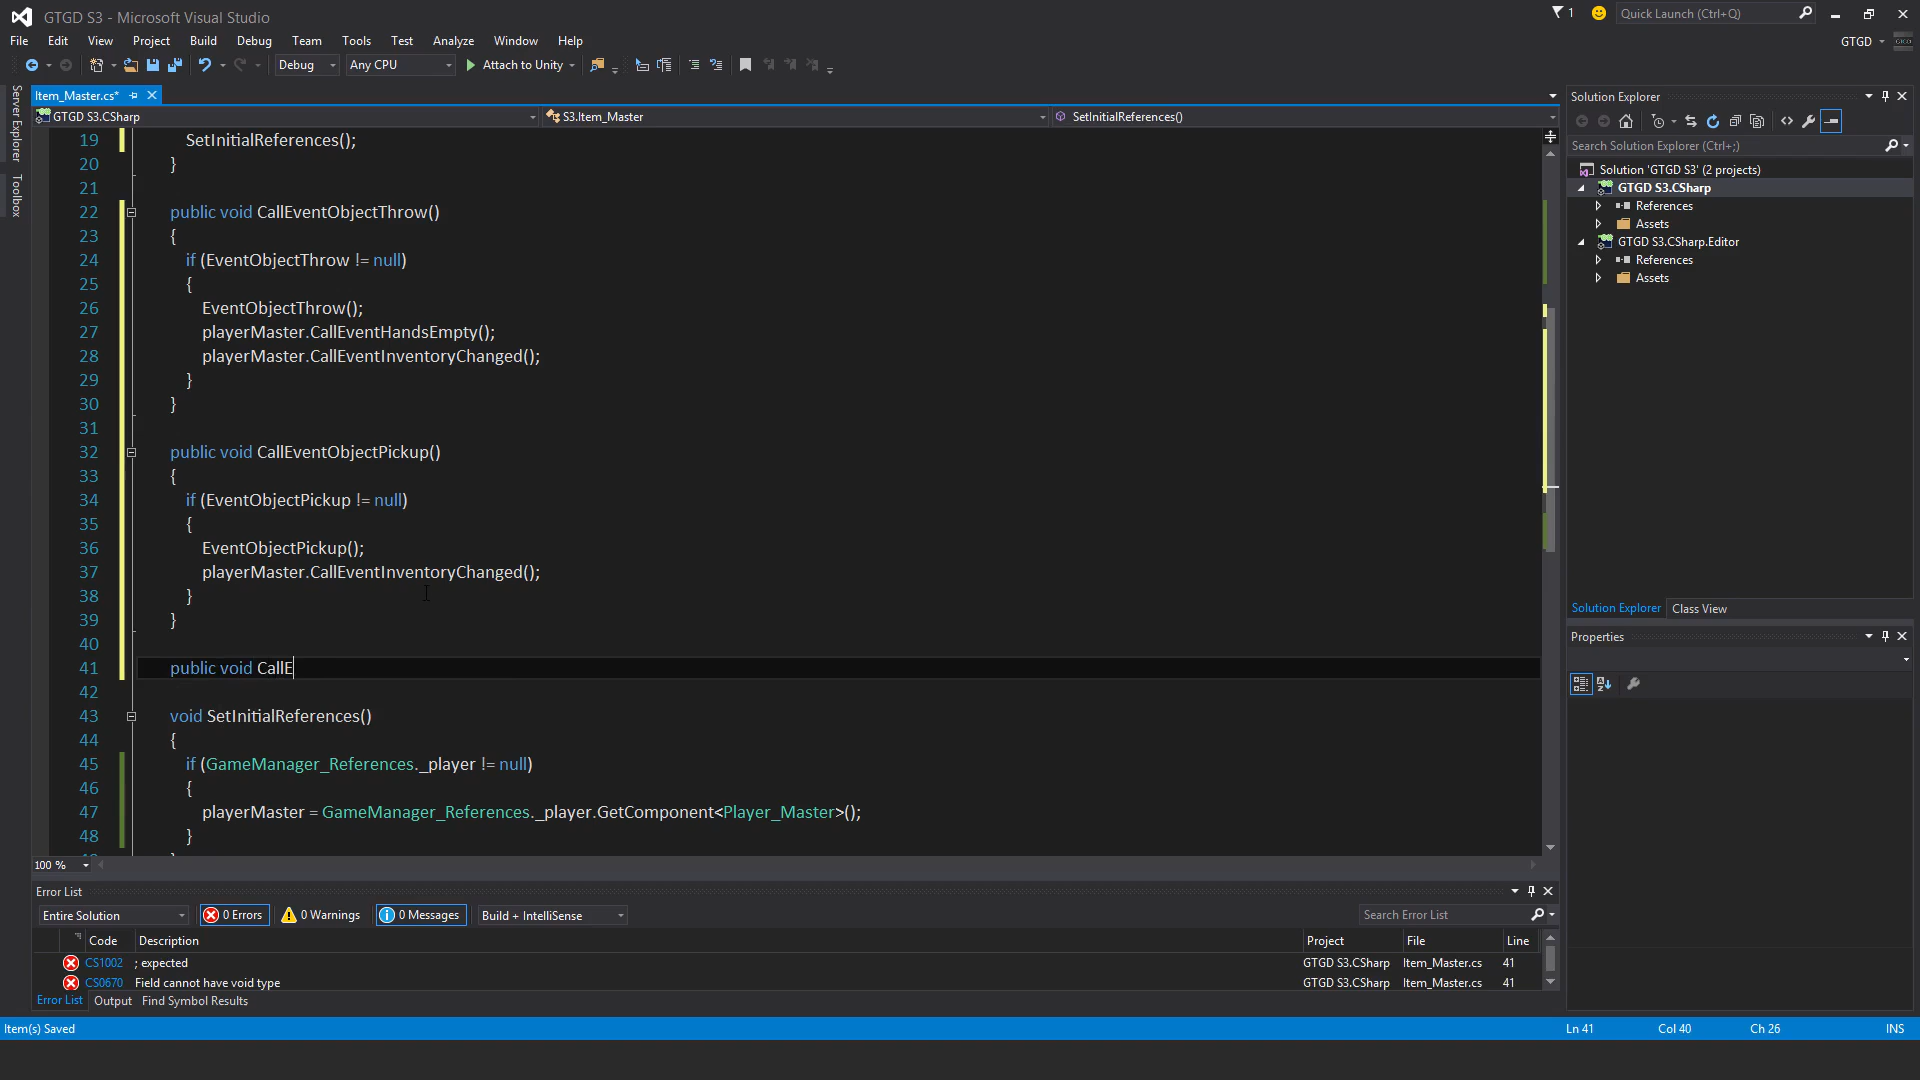 GTGD S3 - Microsoft Visual Studio
1
Quick Launch (Ctrl+Q)
File Edit View Project Build Debug Team Tools Test Analyze Window Help
GTGD
Debug Any CPU Attach to Unity
Server Explorer
Toolbox
Item_Master.cs*
GTGD S3.CSharp S3.Item_Master SetInitialReferences()
19 SetInitialReferences();
20 }
21
22 public void CallEventObjectThrow()
23 {
24 if (EventObjectThrow != null)
25 {
26 EventObjectThrow();
27 playerMaster.CallEventHandsEmpty();
28 playerMaster.CallEventInventoryChanged();
29 }
30 }
31
32 public void CallEventObjectPickup()
33 {
34 if (EventObjectPickup != null)
35 {
36 EventObjectPickup();
37 playerMaster.CallEventInventoryChanged();
38 }
39 }
40
41 public void CallE
42
43 void SetInitialReferences()
44 {
45 if (GameManager_References._player != null)
46 {
47 playerMaster = GameManager_References._player.GetComponent<Player_Master>();
48 }
100 %
Solution Explorer
Search Solution Explorer (Ctrl+;)
Solution 'GTGD S3' (2 projects)
GTGD S3.CSharp
References
Assets
GTGD S3.CSharp.Editor
References
Assets
Solution Explorer Class View
Properties
Error List
Entire Solution 0 Errors 0 Warnings 0 Messages Build + IntelliSense Search Error List
Code Description Project File Line
CS1002 ; expected GTGD S3.CSharp Item_Master.cs 41
CS0670 Field cannot have void type GTGD S3.CSharp Item_Master.cs 41
Error List Output Find Symbol Results
Item(s) Saved Ln 41 Col 40 Ch 26 INS